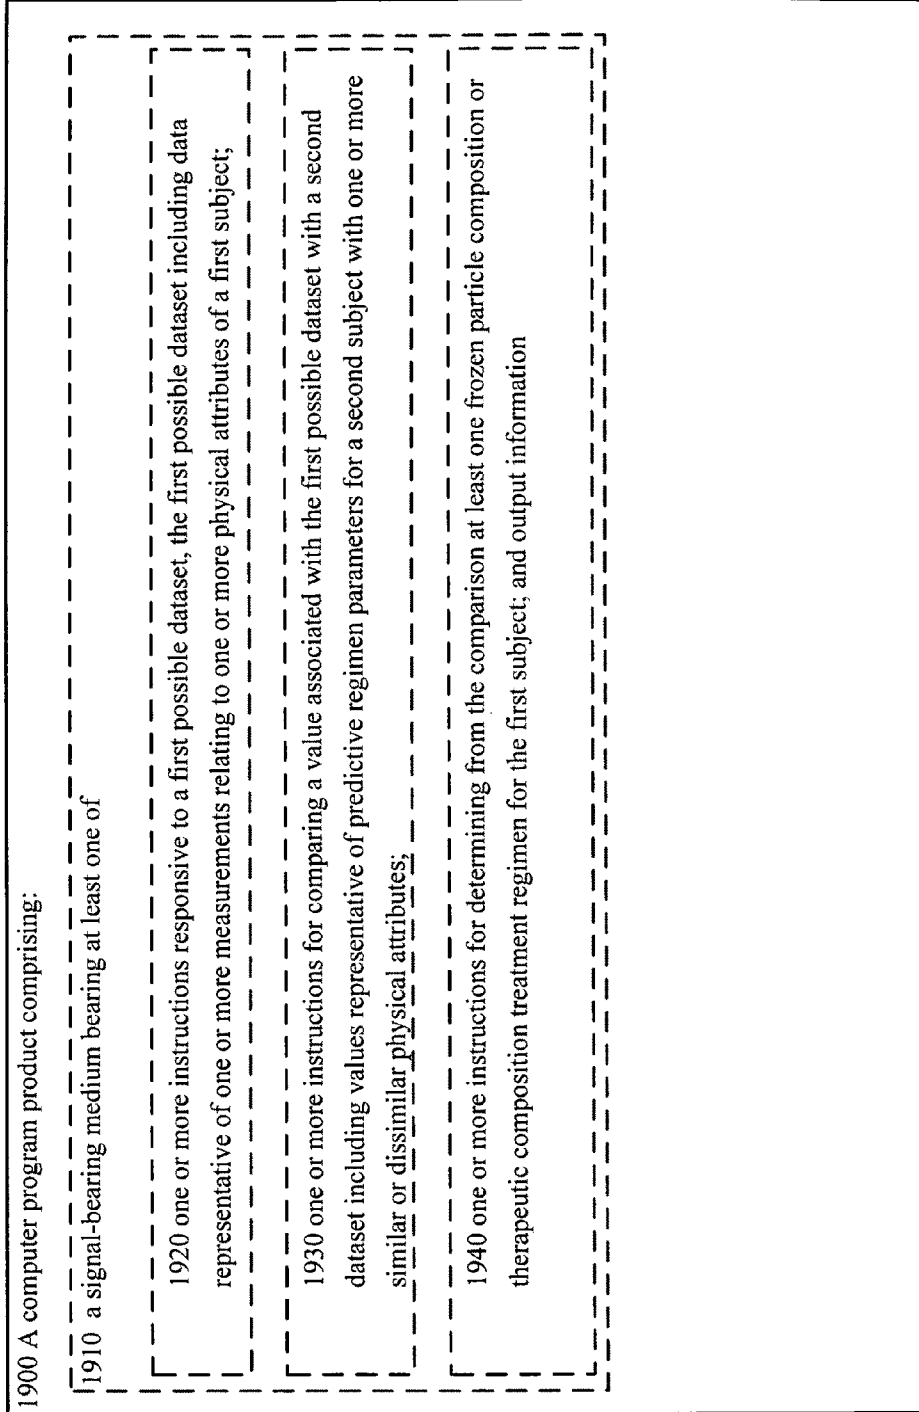 1900 A computer program product comprising:
1910 a signal-bearing medium bearing at least one of
1920 one or more instructions responsive to a first possible dataset, the first possible dataset including data
representative of one or more measurements relating to one or more physical attributes of a first subject;
1930 one or more instructions for comparing a value associated with the first possible dataset with a second
dataset including values representative of predictive regimen parameters for a second subject with one or more
similar or dissimilar physical attributes;
1940 one or more instructions for determining from the comparison at least one frozen particle composition or
therapeutic composition treatment regimen for the first subject; and output information